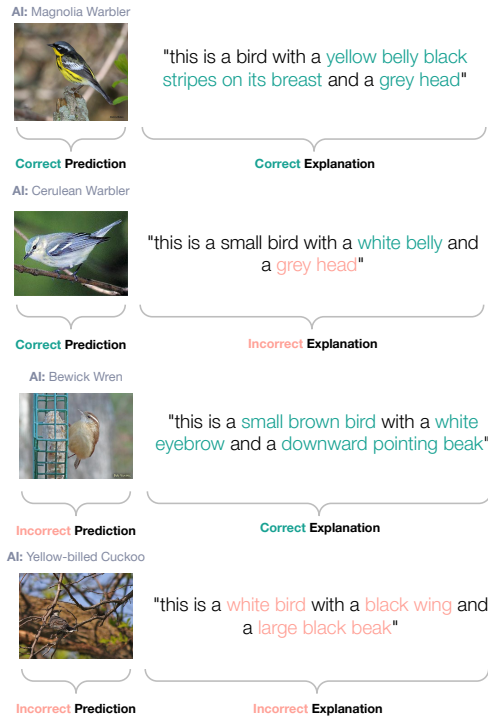 AI: Magnolia Warbler
"this is a bird with a yellow belly black
stripes on its breast and a grey head"
Correct Prediction
Correct Explanation
AI: Cerulean Warbler
"this is a small bird with a white belly and
a grey head"
Correct Prediction
Incorrect Explanation
AI: Bewick Wren
"this is a small brown bird with a white
eyebrow and a downward pointing beak"
Incorrect Prediction
Correct Explanation
AI: Yellow-billed Cuckoo
"this is a white bird with a black wing and
a large black beak"
Incorrect Prediction
Incorrect Explanation